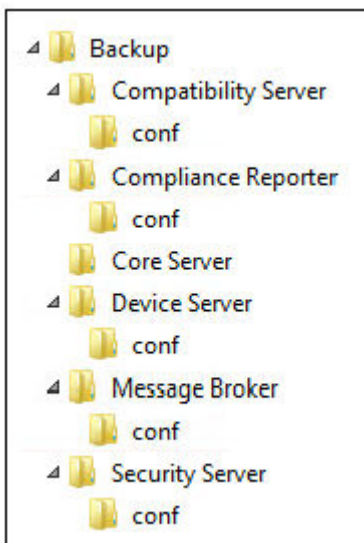 Backup
Compatibility Server
conf
Compliance Reporter
conf
Core Server
Device Server
conf
Message Broker
conf
Security Server
conf